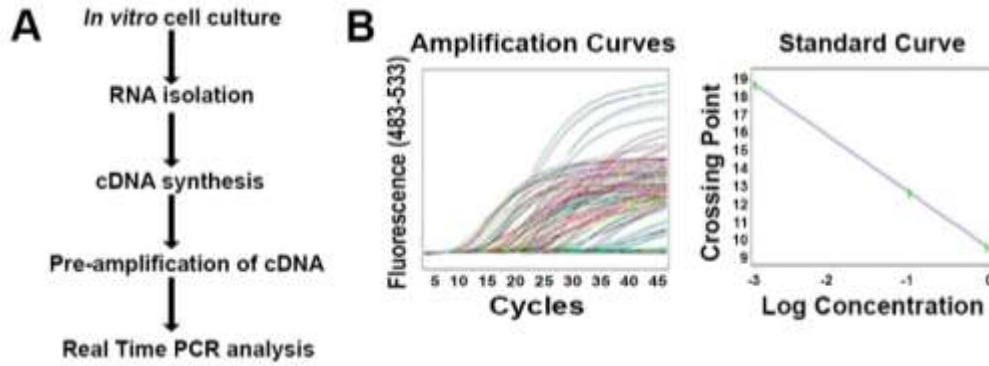 A
In vitro cell culture
RNA isolation
cDNA synthesis
Pre-amplification of cDNA
Real Time PCR analysis
B
Amplification Curves
Fluorescence (483-533)
5 10 15 20 25 30 35 40 45
Cycles
Standard Curve
Crossing Point
19
18
17
16
15
14
13
12
11
10
9
-3 -2 -1 0
Log Concentration